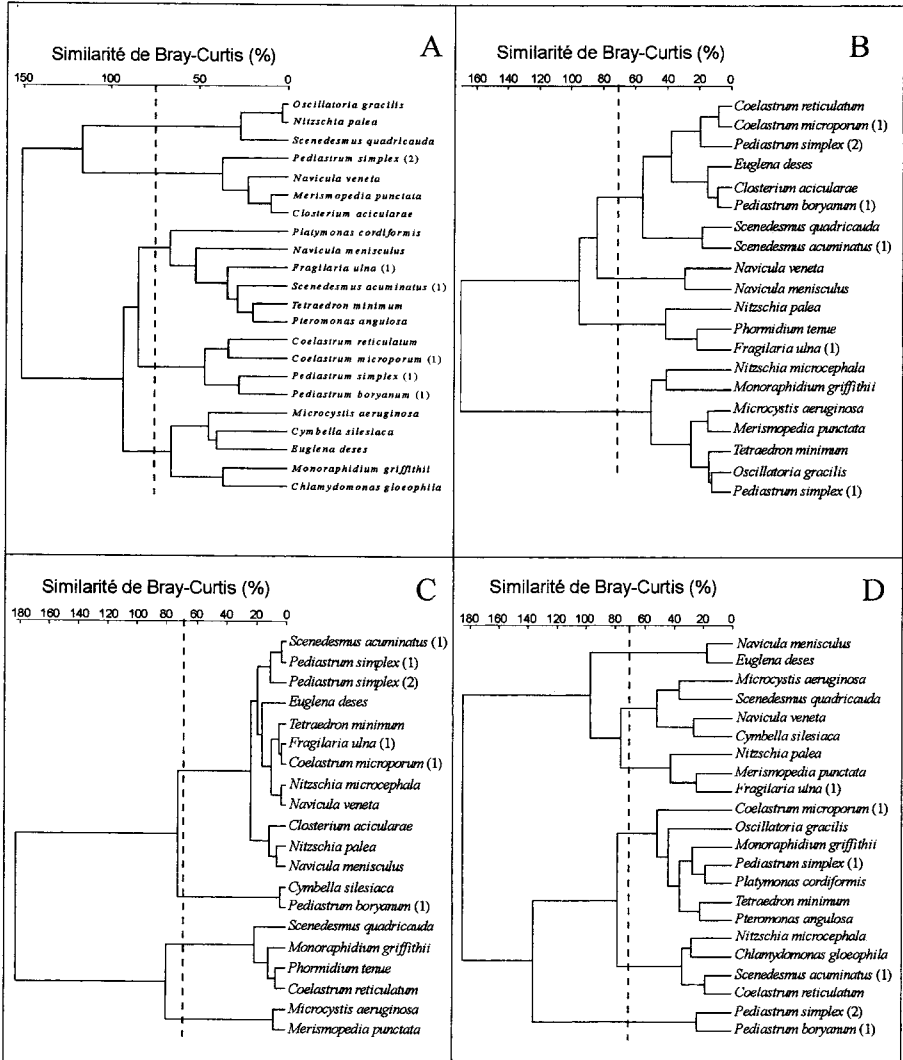 A
Similarité de Bray-Curtis (%)
150 100 50 0
Oscillatoria gracilis
Nitzschia palea
Scenedesmus quadricauda
Pediastrum simplex (2)
Navicula veneta
Merismopedia punctata
Closterium acicularae
Platymonas cordiformis
Navicula menisculus
Fragilaria ulna (1)
Scenedesmus acuminatus (1)
Tetraedron minimum
Pteromonas angulosa
Coelastrum reticulatum
Coelastrum microporum (1)
Pediastrum simplex (1)
Pediastrum boryanum (1)
Microcystis aeruginosa
Cymbella silesiaca
Euglena deses
Monoraphidium griffithii
Chlamydomonas gloeophila
B
Similarité de Bray-Curtis (%)
160 140 120 100 80 60 40 20 0
Coelastrum reticulatum
Coelastrum microporum (1)
Pediastrum simplex (2)
Euglena deses
Closterium acicularae
Pediastrum boryanum (1)
Scenedesmus quadricauda
Scenedesmus acuminatus (1)
Navicula veneta
Navicula menisculus
Nitzschia palea
Phormidium tenue
Fragilaria ulna (1)
Nitzschia microcephala
Monoraphidium griffithii
Microcystis aeruginosa
Merismopedia punctata
Tetraedron minimum
Oscillatoria gracilis
Pediastrum simplex (1)
C
Similarité de Bray-Curtis (%)
180 160 140 120 100 80 60 40 20 0
Scenedesmus acuminatus (1)
Pediastrum simplex (1)
Pediastrum simplex (2)
Euglena deses
Tetraedron minimum
Fragilaria ulna (1)
Coelastrum microporum (1)
Nitzschia microcephala
Navicula veneta
Closterium acicularae
Nitzschia palea
Navicula menisculus
Cymbella silesiaca
Pediastrum boryanum (1)
Scenedesmus quadricauda
Monoraphidium griffithii
Phormidium tenue
Coelastrum reticulatum
Microcystis aeruginosa
Merismopedia punctata
D
Similarité de Bray-Curtis (%)
180 160 140 120 100 80 60 40 20 0
Navicula menisculus
Euglena deses
Microcystis aeruginosa
Scenedesmus quadricauda
Navicula veneta
Cymbella silesiaca
Nitzschia palea
Merismopedia punctata
Fragilaria ulna (1)
Coelastrum microporum (1)
Oscillatoria gracilis
Monoraphidium griffithii
Pediastrum simplex (1)
Platymonas cordiformis
Tetraedron minimum
Pteromonas angulosa
Nitzschia microcephala
Chlamydomonas gloeophila
Scenedesmus acuminatus (1)
Coelastrum reticulatum
Pediastrum simplex (2)
Pediastrum boryanum (1)